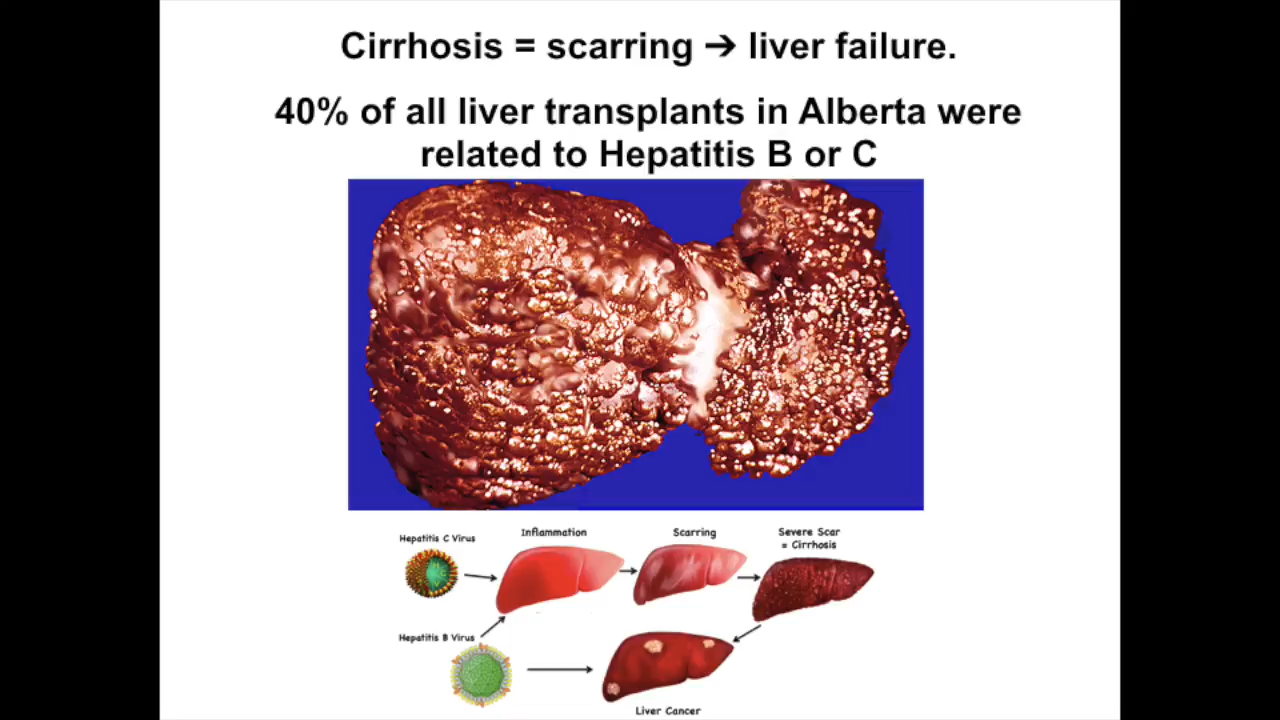 Cirrhosis = scarring ➔ liver failure.
40% of all liver transplants in Alberta were
related to Hepatitis B or C
Hepatitis C Virus
Inflammation
Scarring
Severe Scar
= Cirrhosis
Hepatitis B Virus
Liver Cancer